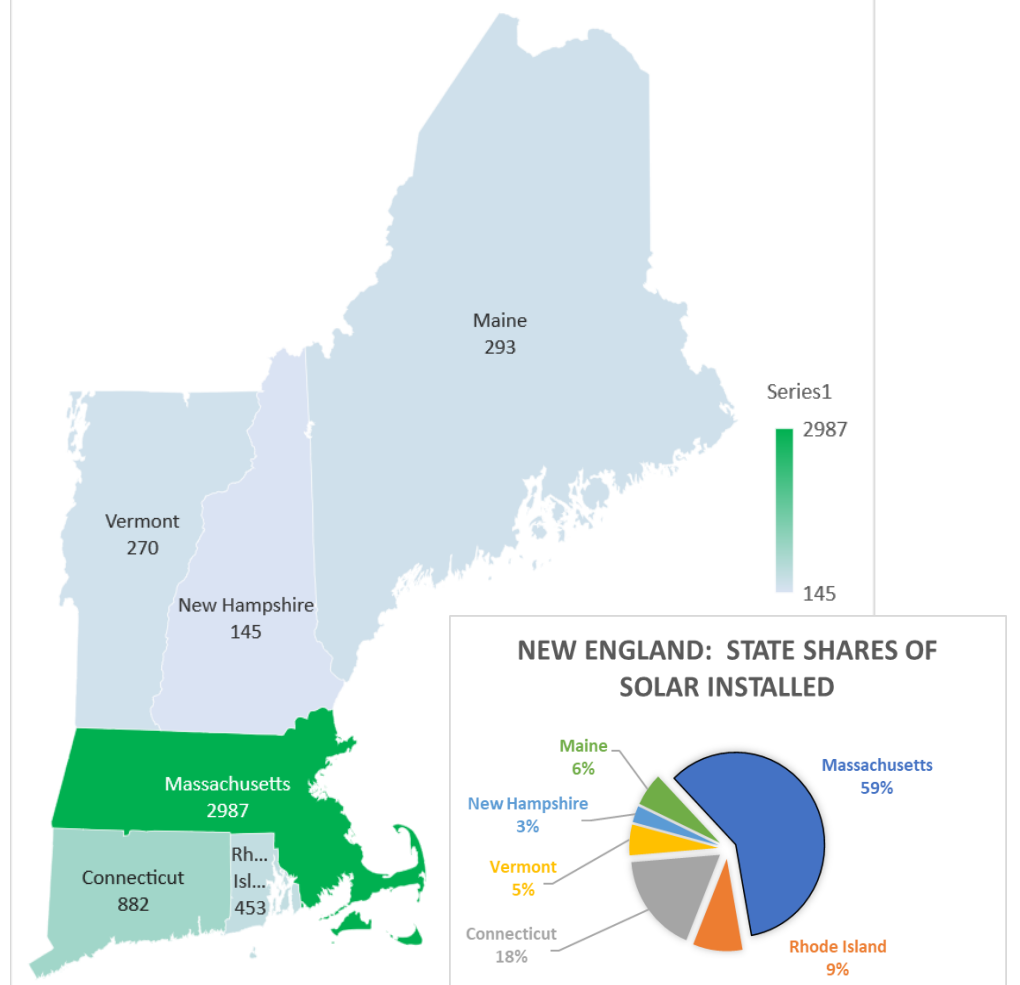 Maine
293
Series1
2987
145
Vermont
270
New Hampshire
145
Massachusetts
2987
Connecticut
882
Rh...
Isl...
453
NEW ENGLAND: STATE SHARES OF
SOLAR INSTALLED
Maine
6%
Massachusetts
59%
New Hampshire
3%
Vermont
5%
Connecticut
18%
Rhode Island
9%